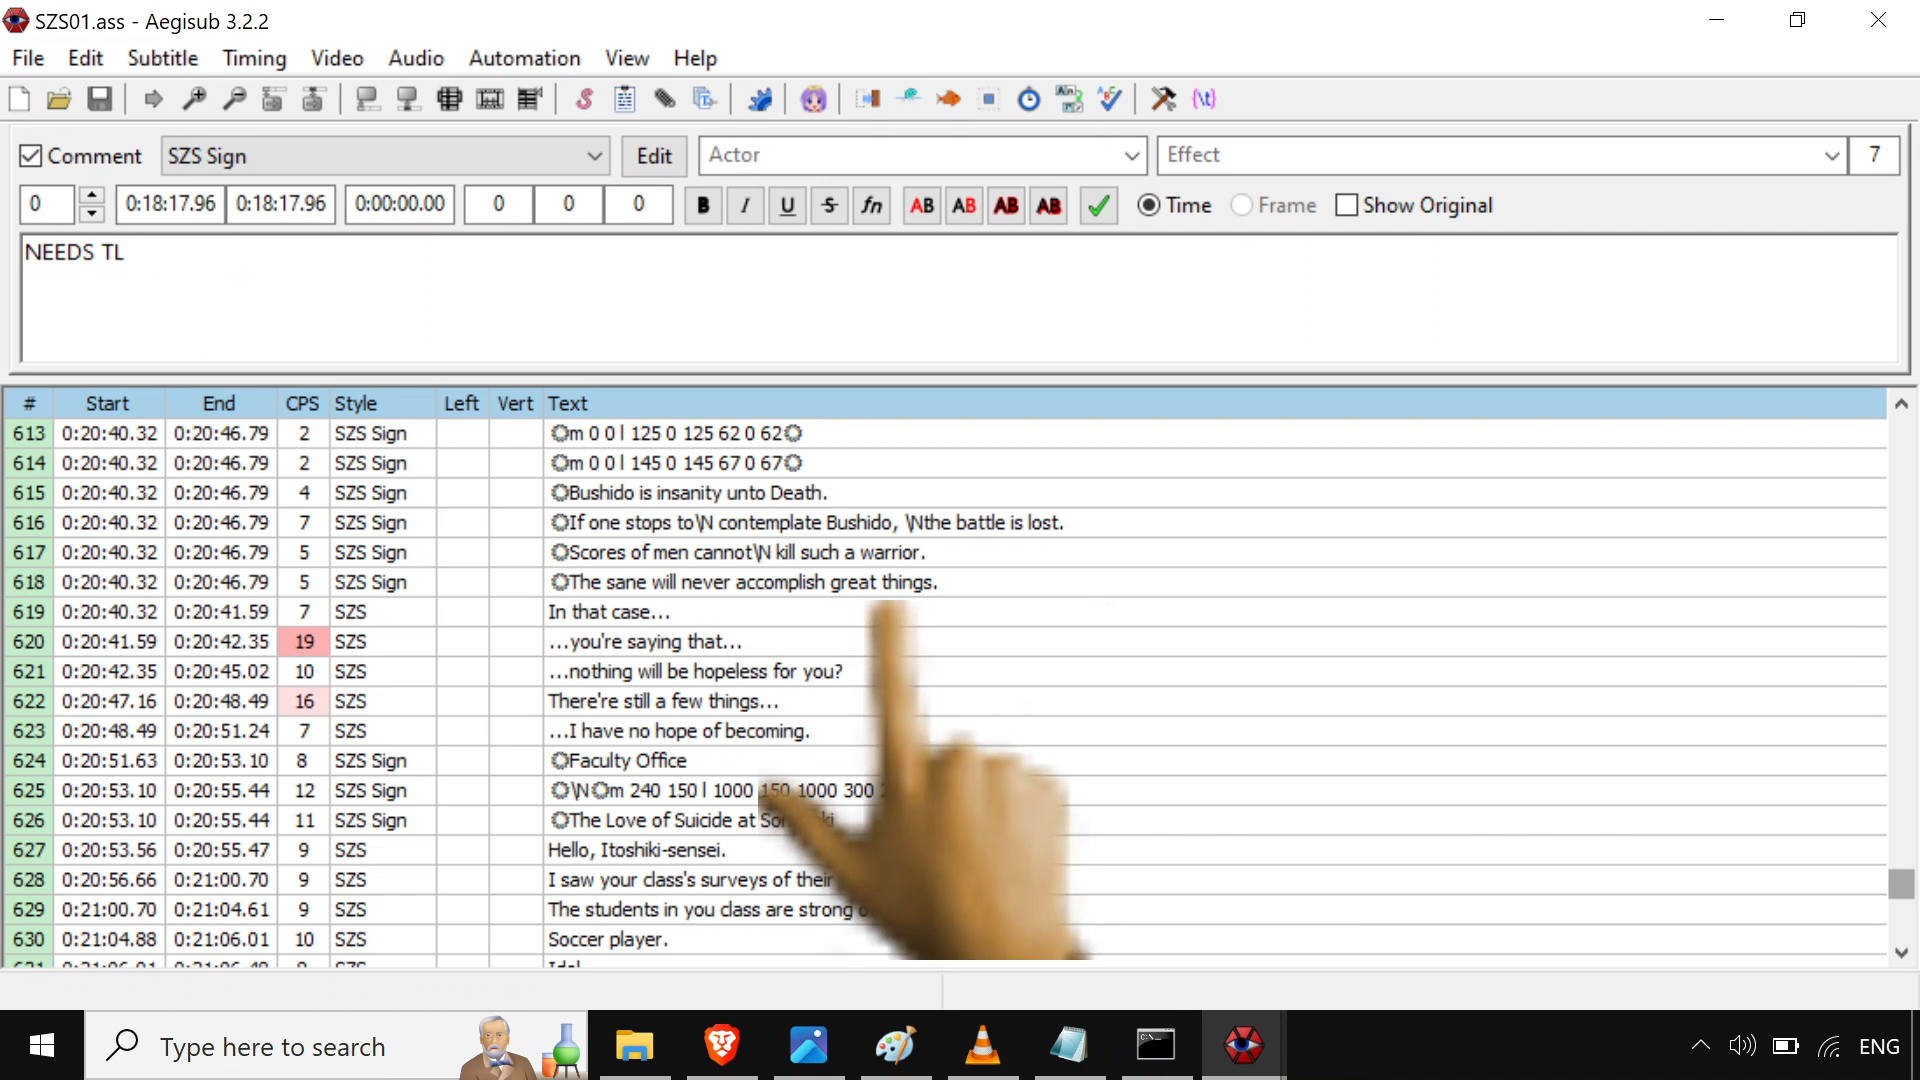 SZS01.ass - Aegisub 3.2.2
File Edit Subtitle Timing Video Audio Automation View Help
Comment SZS Sign Edit Actor Effect 7
0 0:18:17.96 0:18:17.96 0:00:00.00 0 0 0 B I U S fn AB AB AB AB Time Frame Show Original
NEEDS TL
# Start End CPS Style Left Vert Text
613 0:20:40.32 0:20:46.79 2 SZS Sign m 0 0 l 125 0 125 62 0 62
614 0:20:40.32 0:20:46.79 2 SZS Sign m 0 0 l 145 0 145 67 0 67
615 0:20:40.32 0:20:46.79 4 SZS Sign Bushido is insanity unto Death.
616 0:20:40.32 0:20:46.79 7 SZS Sign If one stops to\N contemplate Bushido, \Nthe battle is lost.
617 0:20:40.32 0:20:46.79 5 SZS Sign Scores of men cannot\N kill such a warrior.
618 0:20:40.32 0:20:46.79 5 SZS Sign The sane will never accomplish great things.
619 0:20:40.32 0:20:41.59 7 SZS In that case...
620 0:20:41.59 0:20:42.35 19 SZS ...you're saying that...
621 0:20:42.35 0:20:45.02 10 SZS ...nothing will be hopeless for you?
622 0:20:47.16 0:20:48.49 16 SZS There're still a few things...
623 0:20:48.49 0:20:51.24 7 SZS ...I have no hope of becoming.
624 0:20:51.63 0:20:53.10 8 SZS Sign Faculty Office
625 0:20:53.10 0:20:55.44 12 SZS Sign \N m 240 150 l 1000 150 1000 300
626 0:20:53.10 0:20:55.44 11 SZS Sign The Love of Suicide at
627 0:20:53.56 0:20:55.47 9 SZS Hello, Itoshiki-sensei.
628 0:20:56.66 0:21:00.70 9 SZS I saw your class's surveys of their
629 0:21:00.70 0:21:04.61 9 SZS The students in you class are strong
630 0:21:04.88 0:21:06.01 10 SZS Soccer player.
Type here to search ENG